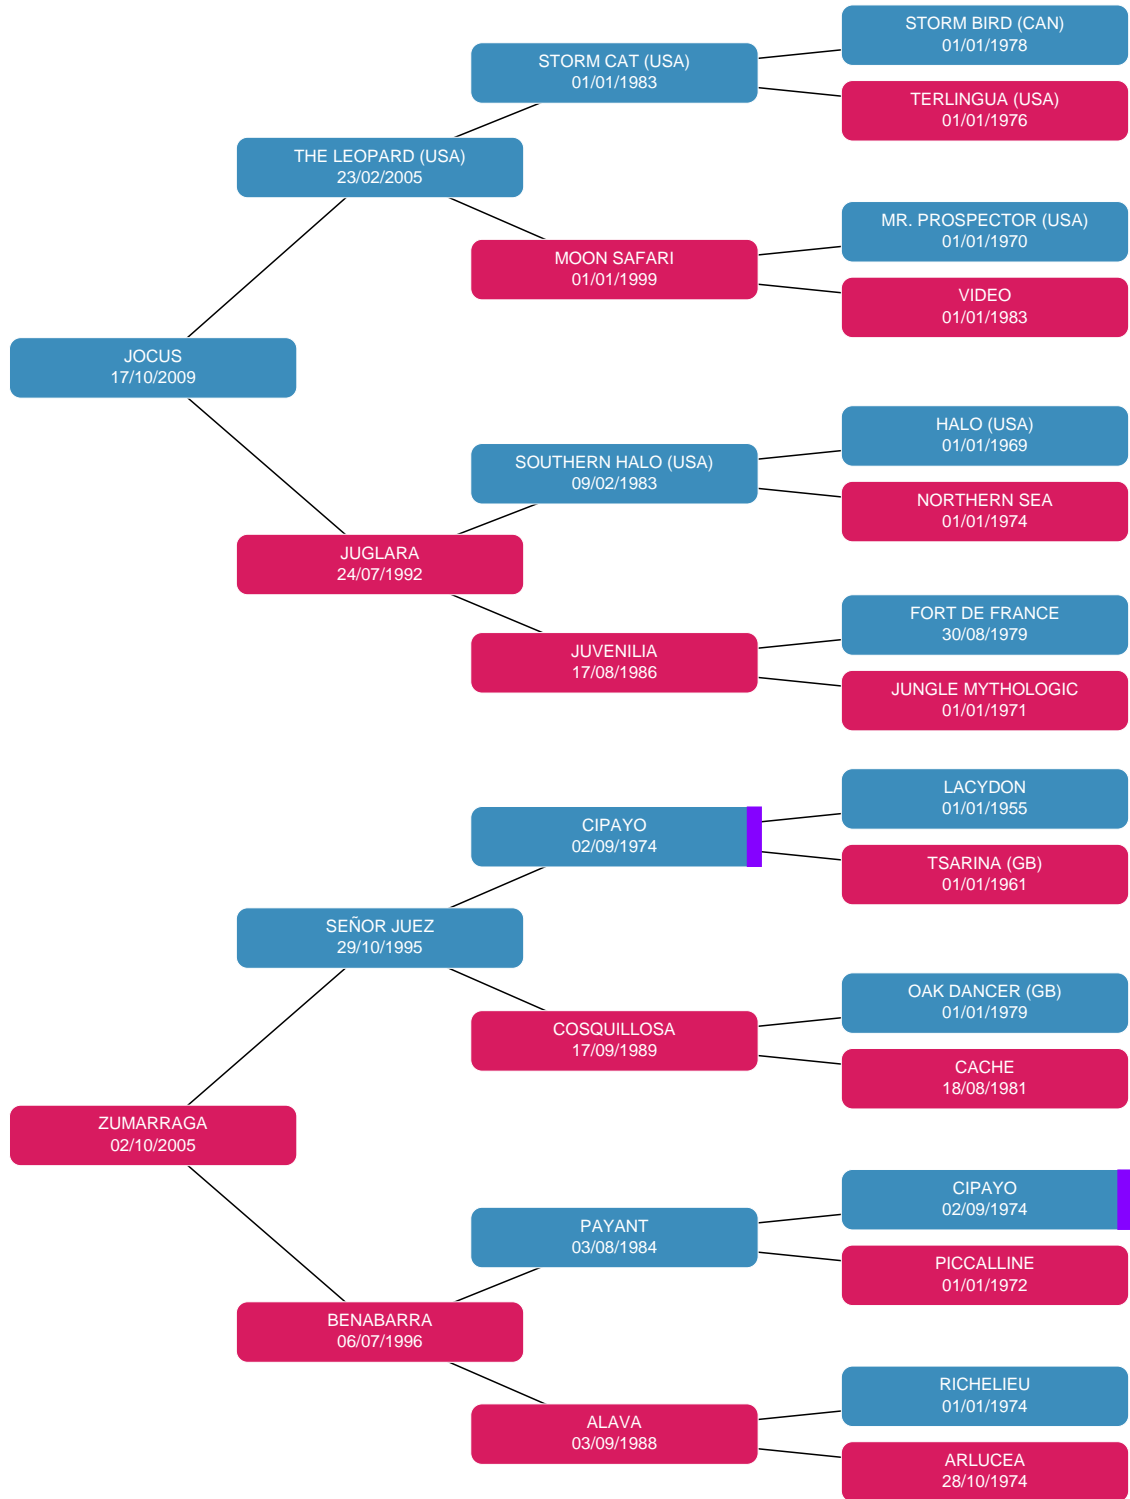 STORM BIRD (CAN)
01/01/1978
STORM CAT (USA)
01/01/1983
TERLINGUA (USA)
01/01/1976
THE LEOPARD (USA)
23/02/2005
MR. PROSPECTOR (USA)
01/01/1970
MOON SAFARI
01/01/1999
VIDEO
01/01/1983
JOCUS
17/10/2009
HALO (USA)
01/01/1969
SOUTHERN HALO (USA)
09/02/1983
NORTHERN SEA
01/01/1974
JUGLARA
24/07/1992
FORT DE FRANCE
30/08/1979
JUVENILIA
17/08/1986
JUNGLE MYTHOLOGIC
01/01/1971
LACYDON
01/01/1955
CIPAYO
02/09/1974
TSARINA (GB)
01/01/1961
SEÑOR JUEZ
29/10/1995
OAK DANCER (GB)
01/01/1979
COSQUILLOSA
17/09/1989
CACHE
18/08/1981
ZUMARRAGA
02/10/2005
CIPAYO
02/09/1974
PAYANT
03/08/1984
PICCALLINE
01/01/1972
BENABARRA
06/07/1996
RICHELIEU
01/01/1974
ALAVA
03/09/1988
ARLUCEA
28/10/1974